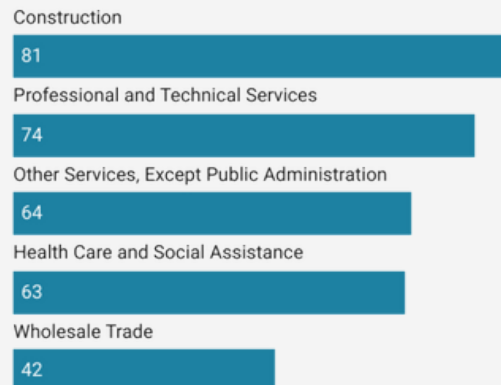 Construction
81
Professional and Technical Services
74
Other Services, Except Public Administration
64
Health Care and Social Assistance
63
Wholesale Trade
42